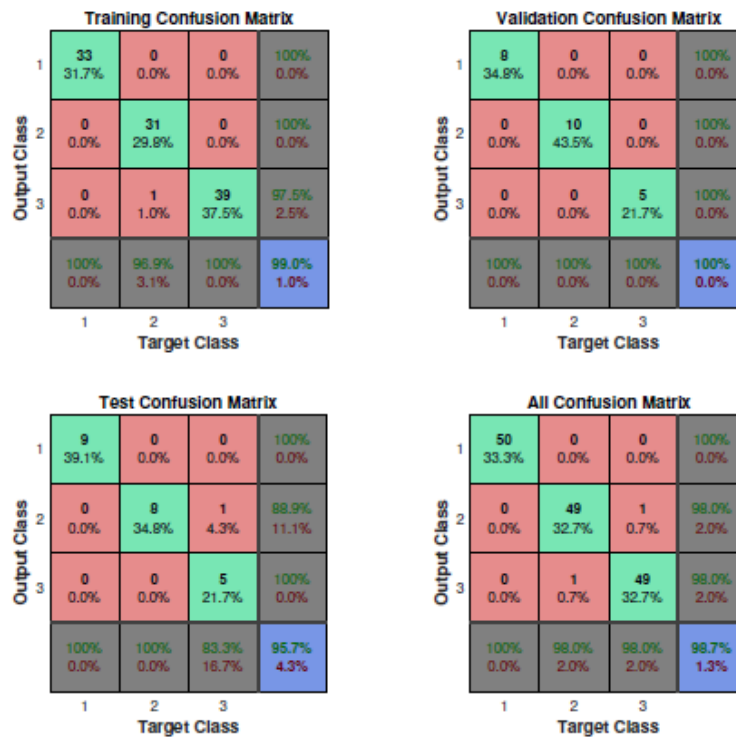 Training Confusion Matrix
1 33 0 0 100%
31.7% 0.0% 0.0% 0.0%
2 0 31 0 100%
0.0% 29.8% 0.0% 0.0%
3 0 1 39 97.5%
0.0% 1.0% 37.5% 2.5%
100% 96.9% 100% 99.0%
0.0% 3.1% 0.0% 1.0%
1 2 3
Target Class
Output Class
Validation Confusion Matrix
1 8 0 0 100%
34.8% 0.0% 0.0% 0.0%
2 0 10 0 100%
0.0% 43.5% 0.0% 0.0%
3 0 0 5 100%
0.0% 0.0% 21.7% 0.0%
100% 100% 100% 100%
0.0% 0.0% 0.0% 0.0%
1 2 3
Target Class
Output Class
Test Confusion Matrix
1 9 0 0 100%
39.1% 0.0% 0.0% 0.0%
2 0 8 1 88.9%
0.0% 34.8% 4.3% 11.1%
3 0 0 5 100%
0.0% 0.0% 21.7% 0.0%
100% 100% 83.3% 95.7%
0.0% 0.0% 16.7% 4.3%
1 2 3
Target Class
Output Class
All Confusion Matrix
1 50 0 0 100%
33.3% 0.0% 0.0% 0.0%
2 0 49 1 98.0%
0.0% 32.7% 0.7% 2.0%
3 0 1 49 98.0%
0.0% 0.7% 32.7% 2.0%
100% 98.0% 98.0% 98.7%
0.0% 2.0% 2.0% 1.3%
1 2 3
Target Class
Output Class